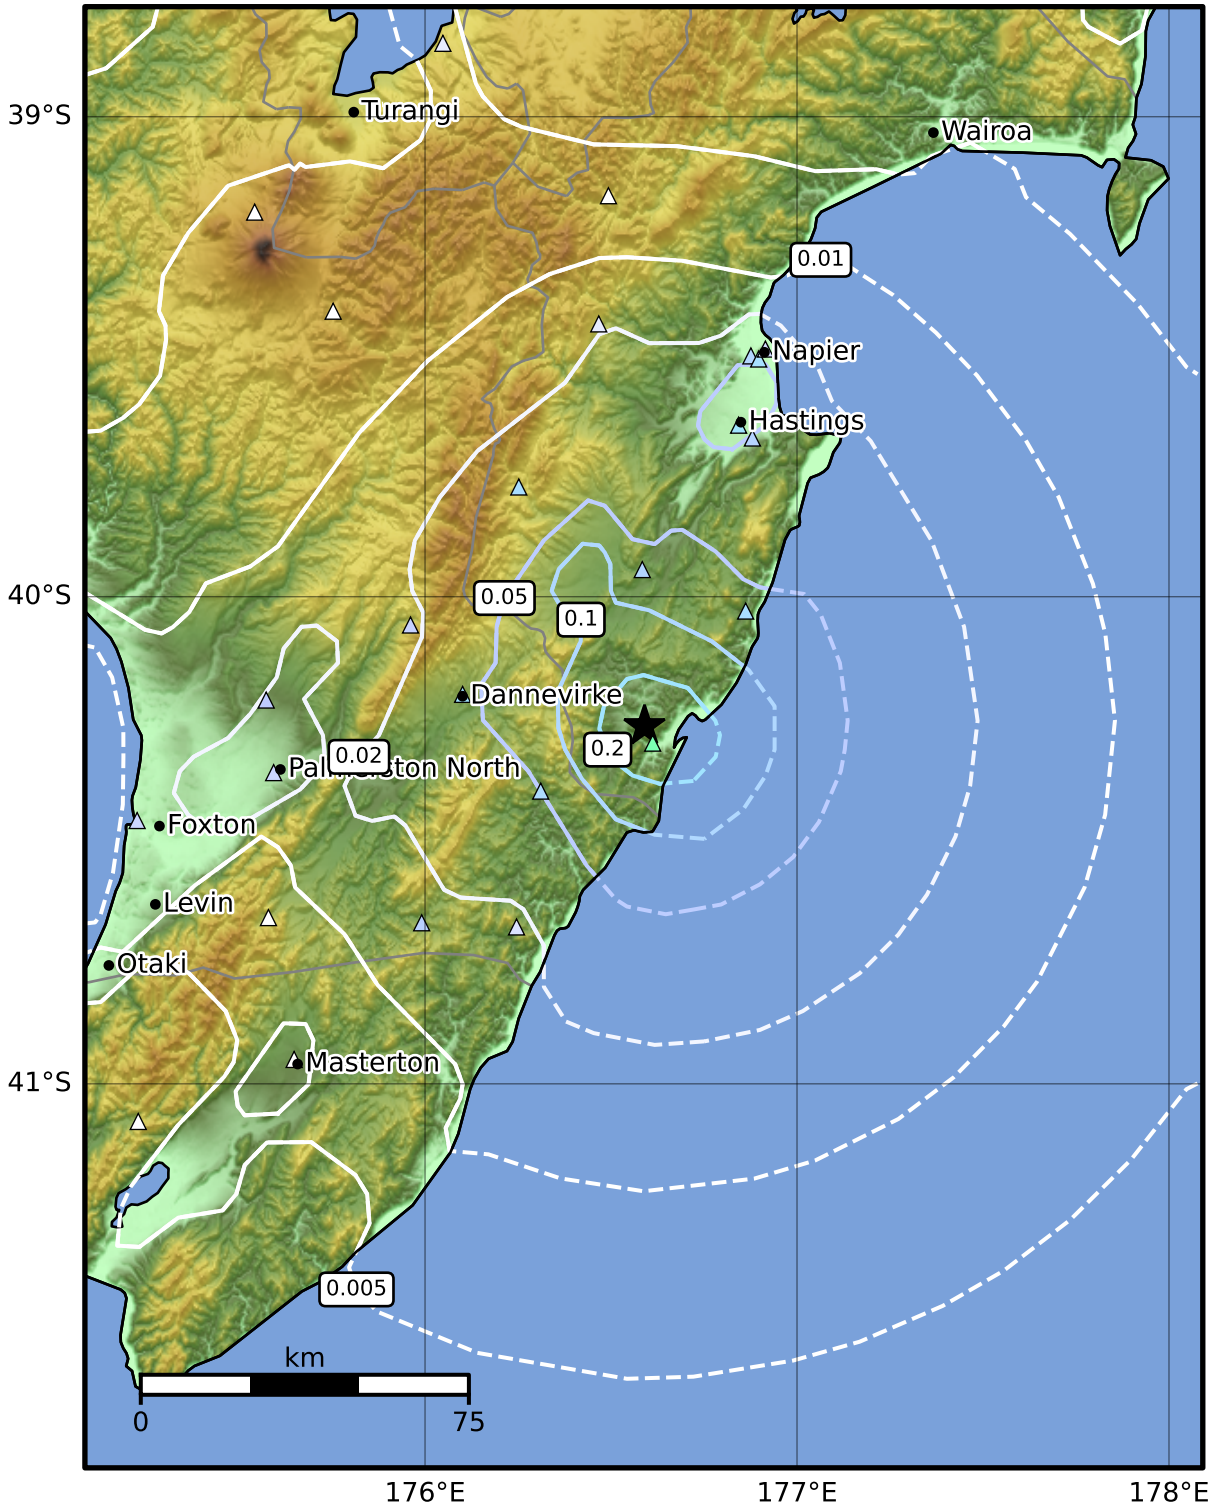 39°S
Turangi
Wairoa
0.01
Napier
Hastings
40°S
0.05
0.1
Dannevirke
0.2
0.02
Palmerston North
Foxton
Levin
Otaki
41°S
Masterton
0.005
km
0
75
176°E
177°E
178°E